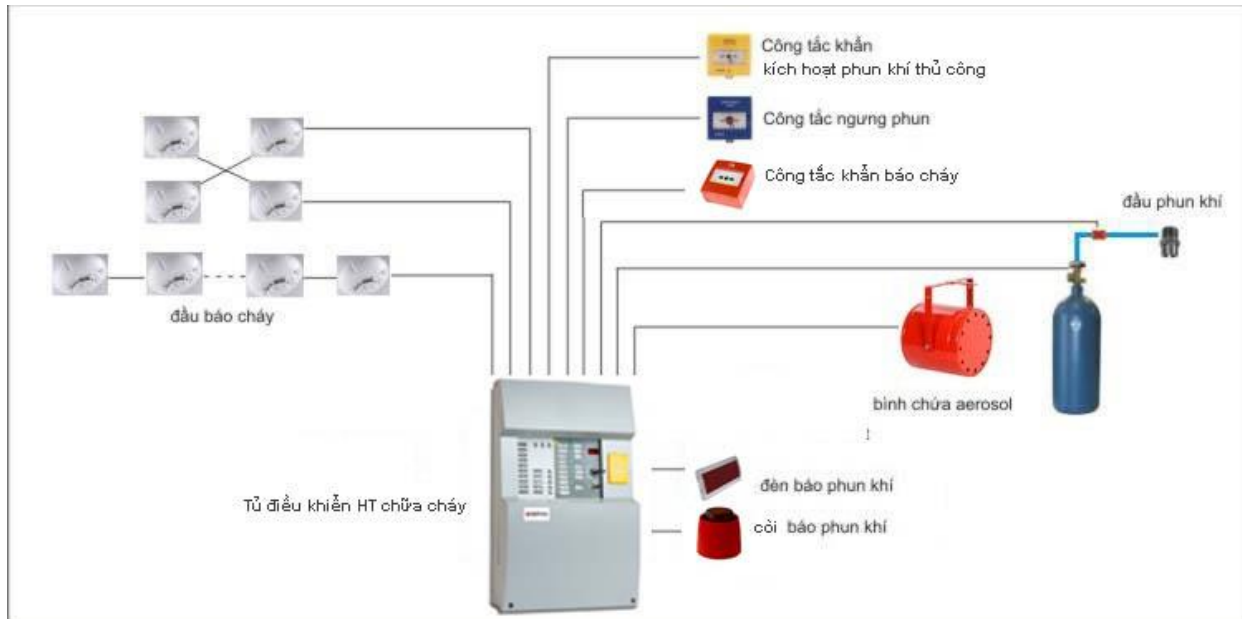 Công tắc khẩn
kích hoạt phun khí thủ công
Công tắc ngưng phun
Công tắc khẩn báo cháy
đầu phun khí
đầu báo cháy
bình chứa aerosol
đèn báo phun khí
Tủ điều khiển HT chữa cháy
còi báo phun khí